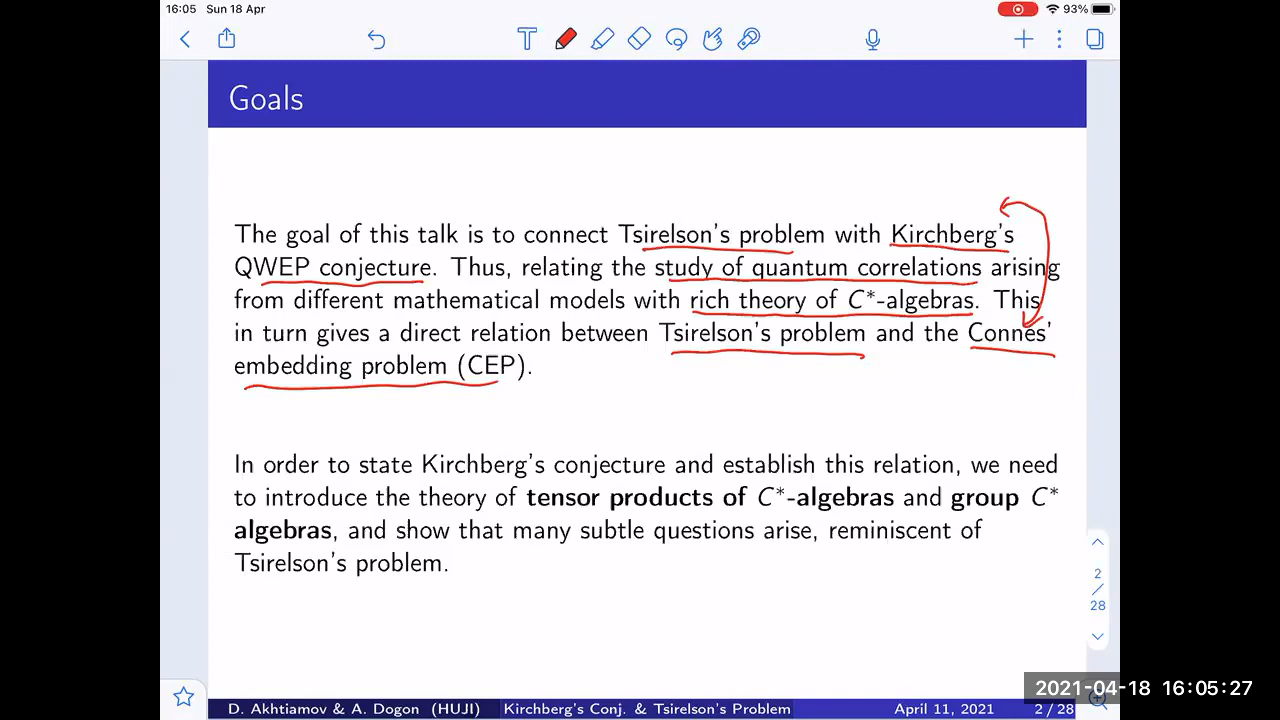 16:05 Sun 18 Apr 93%
Goals
The goal of this talk is to connect Tsirelson's problem with Kirchberg's
QWEP conjecture. Thus, relating the study of quantum correlations arising
from different mathematical models with rich theory of C*-algebras. This
in turn gives a direct relation between Tsirelson's problem and the Connes'
embedding problem (CEP).
In order to state Kirchberg's conjecture and establish this relation, we need
to introduce the theory of tensor products of C*-algebras and group C*
algebras, and show that many subtle questions arise, reminiscent of
Tsirelson's problem.
2
/
28
D. Akhtiamov & A. Dogon (HUJI) Kirchberg's Conj. & Tsirelson's Problem April 11, 2021 2 / 28
2021-04-18 16:05:27